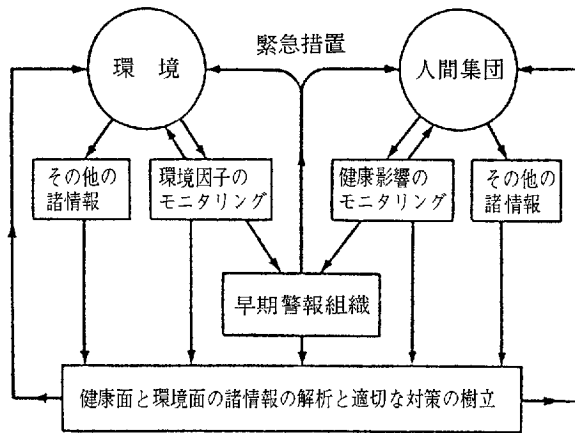 緊急措置
環 境
人間集団
その他の
諸情報
環境因子の
モニタリング
健康影響の
モニタリング
その他の
諸情報
早期警報組織
健康面と環境面の諸情報の解析と適切な対策の樹立